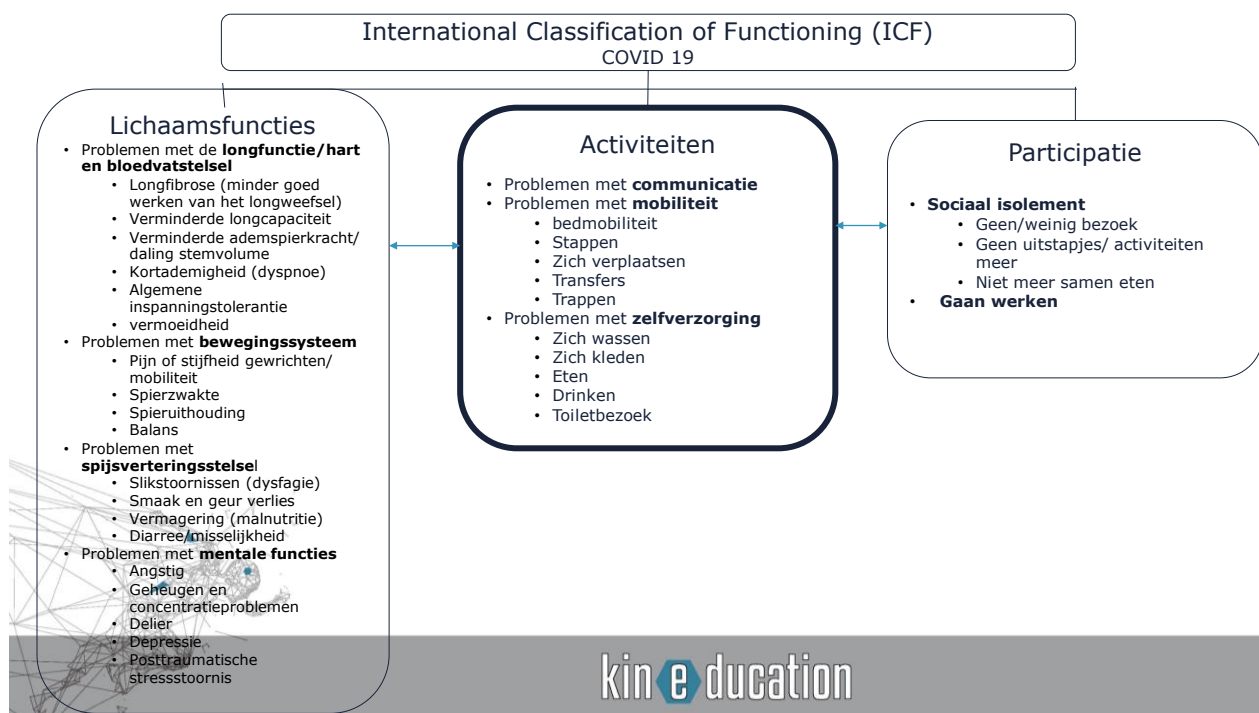 International Classification of Functioning (ICF)
COVID 19
Lichaamsfuncties
• Problemen met de longfunctie/hart
en bloedvatstelsel
• Longfibrose (minder goed
werken van het longweefsel)
• Verminderde longcapaciteit
• Verminderde ademspierkracht/
daling stemvolume
• Kortademigheid (dyspnoe)
• Algemene
inspanningstolerantie
• vermoeidheid
• Problemen met bewegingssysteem
• Pijn of stijfheid gewrichten/
mobiliteit
• Spierzwakte
• Spieruithouding
• Balans
• Problemen met
spijsverteringsstelsel
• Slikstoornissen (dysfagie)
• Smaak en geur verlies
• Vermagering (malnutritie)
• Diarree/misselijkheid
• Problemen met mentale functies
• Angstig
• Geheugen en
concentratieproblemen
• Delier
• Depressie
• Posttraumatische
stressstoornis
Activiteiten
• Problemen met communicatie
• Problemen met mobiliteit
• bedmobiliteit
• Stappen
• Zich verplaatsen
• Transfers
• Trappen
• Problemen met zelfverzorging
• Zich wassen
• Zich kleden
• Eten
• Drinken
• Toiletbezoek
Participatie
• Sociaal isolement
• Geen/weinig bezoek
• Geen uitstapjes/ activiteiten
meer
• Niet meer samen eten
• Gaan werken
kin e ducation